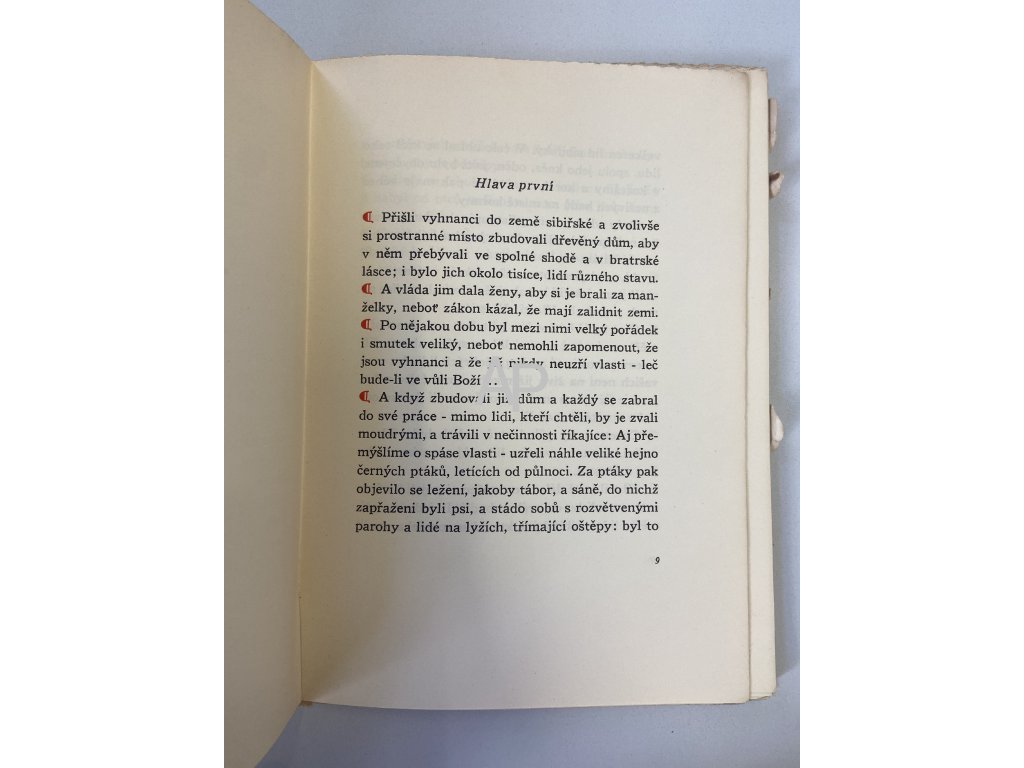 Hlava první
¶ Přišli vyhnanci do země sibiřské a zvolivše
si prostranné místo zbudovali dřevěný dům, aby
v něm přebývali ve spolné shodě a v bratrské
lásce; i bylo jich okolo tisíce, lidí různého stavu.
¶ A vláda jim dala ženy, aby si je brali za man-
želky, neboť zákon kázal, že mají zalidnit zemi.
¶ Po nějakou dobu byl mezi nimi velký pořádek
i smutek veliký, neboť nemohli zapomenout, že
jsou vyhnanci a že již nikdy neuzří vlasti - leč
bude-li ve vůli Boží ..
¶ A když zbudovali již dům a každý se zabral
do své práce - mimo lidi, kteří chtěli, by je zvali
moudrými, a trávili v nečinnosti říkajíce: Aj pře-
mýšlíme o spáse vlasti - uzřeli náhle veliké hejno
černých ptáků, letících od půlnoci. Za ptáky pak
objevilo se ležení, jakoby tábor, a sáně, do nichž
zapřaženi byli psi, a stádo sobů s rozvětvenými
parohy a lidé na lyžích, třímající oštěpy: byl to
9
AP